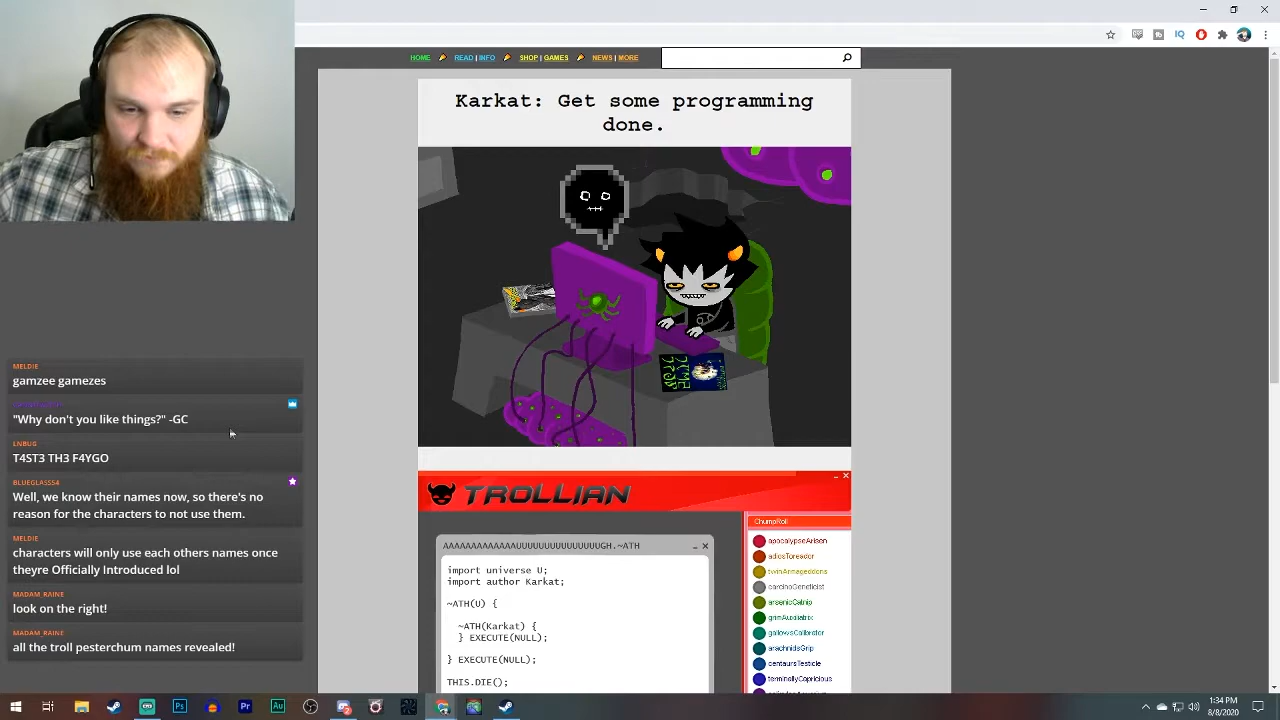 HOME READ | INFO SHOP | GAMES NEWS | MORE
IQ
Karkat: Get some programming
done.
TROLLIAN
AAAAAAAAAAAAAUUUUUUUUUUUUUUUGH.~ATH
import universe U;
import author Karkat;
~ATH(U) {
~ATH(Karkat) {
} EXECUTE(NULL);
} EXECUTE(NULL);
THIS.DIE();
ChumpRoll
apocalypseArisen
adiosToreador
twinArmageddons
carcinoGeneticist
arsenicCatnip
grimAuxiliatrix
gallowsCalibrator
arachnidsGrip
centaursTesticle
terminallyCapricious
MELDIE
gamzee gamezes
"Why don't you like things?" -GC
LNBUG
T4ST3 TH3 F4YGO
BLUEGLASS54
Well, we know their names now, so there's no
reason for the characters to not use them.
MELDIE
characters will only use each others names once
theyre Officially Introduced lol
MADAM_RAINE
look on the right!
MADAM_RAINE
all the troll pesterchum names revealed!
1:34 PM
8/8/2020